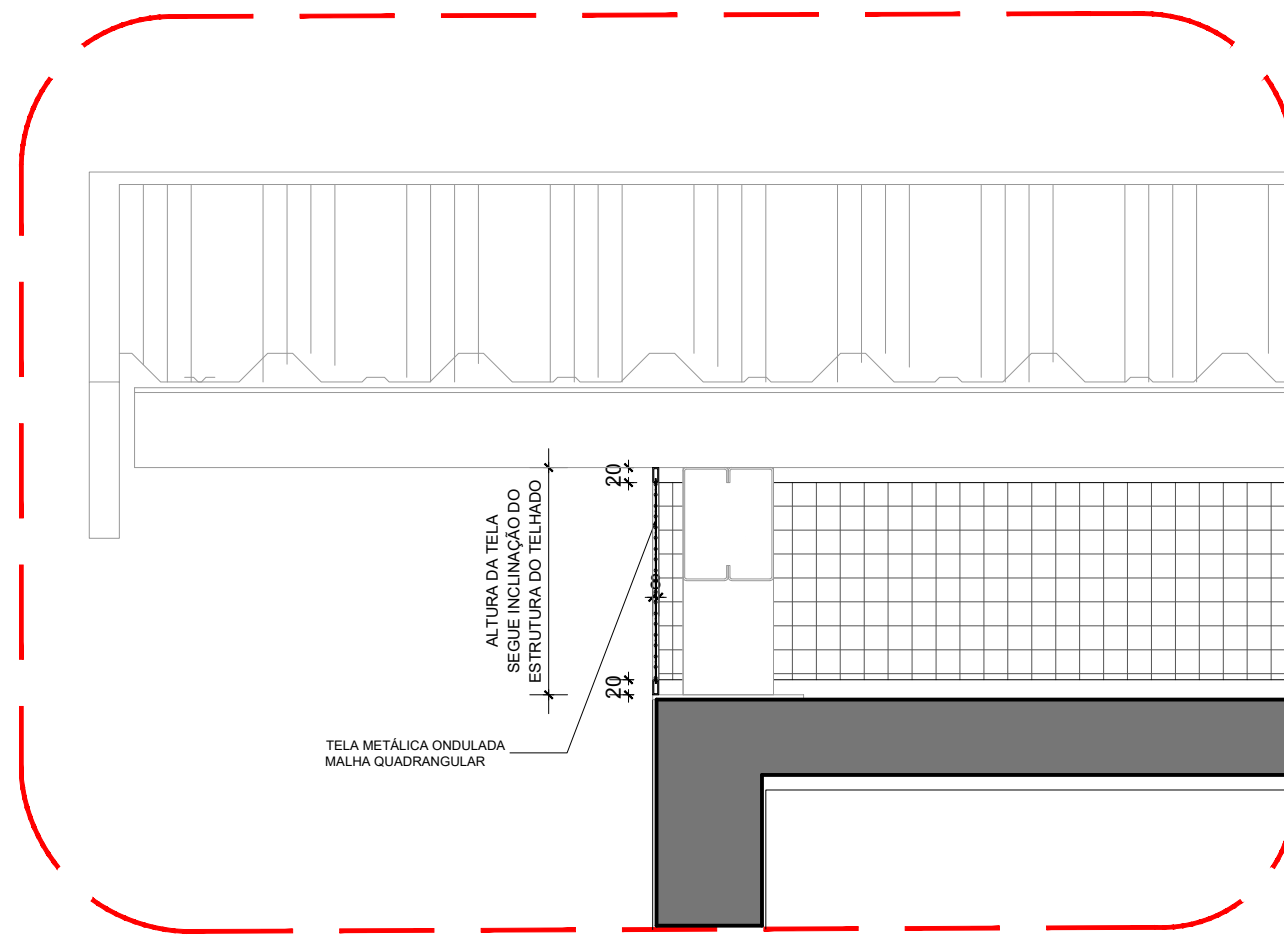 20
ALTURA DA TELA
SEGUE INCLINAÇÃO DO
ESTRUTURA DO TELHADO
20
TELA METÁLICA ONDULADA
MALHA QUADRANGULAR